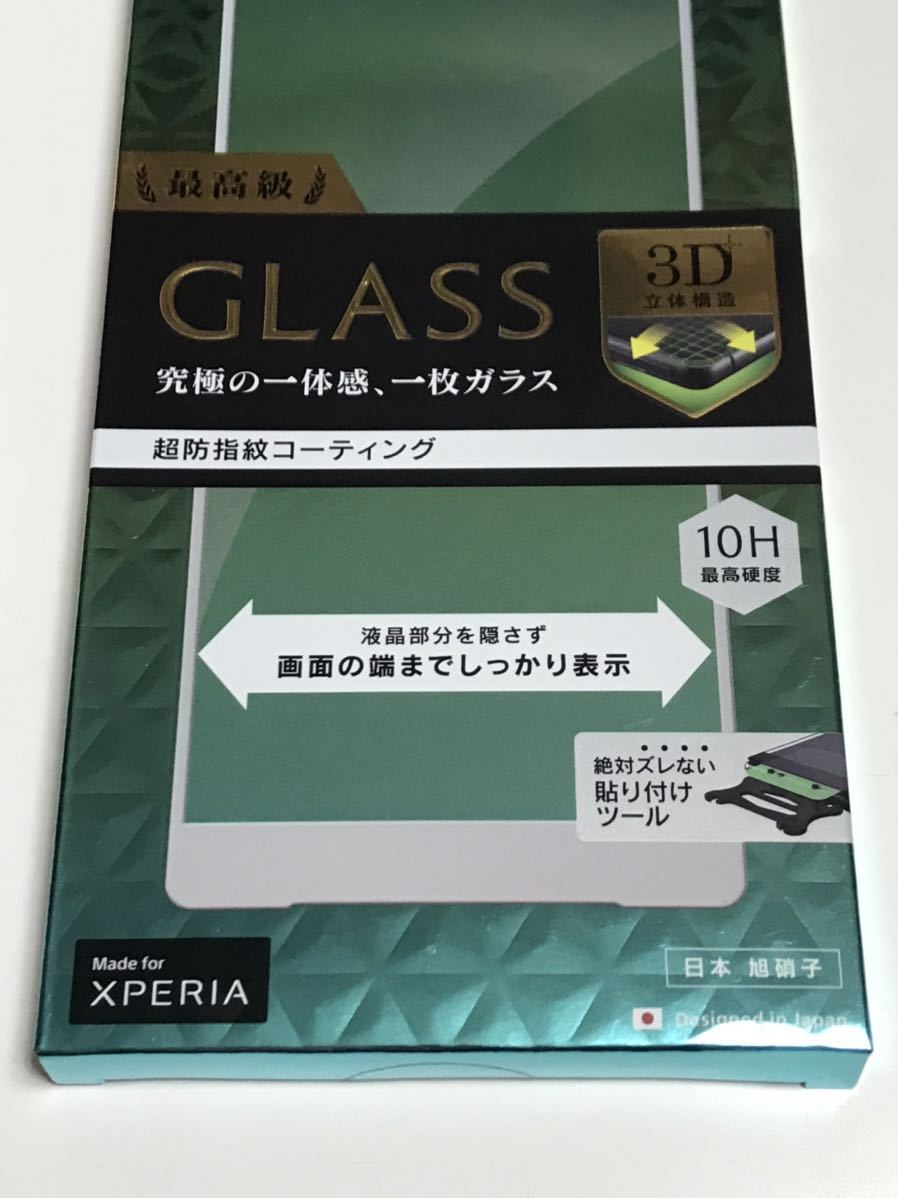 最高級
GLASS
3D+
立体構造
究極の一体感、一枚ガラス
超防指紋コーティング
10H
最高硬度
液晶部分を隠さず
画面の端までしっかり表示
絶対ズレない
貼り付け
ツール
Made for
XPERIA
日本 旭硝子
Designed in Japan